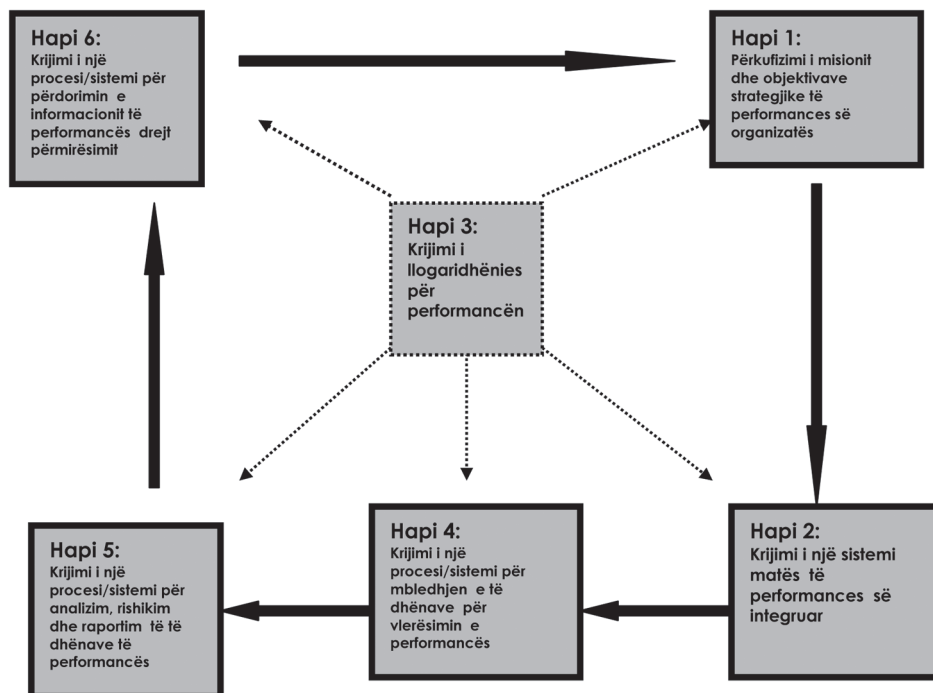 Hapi 6:
Krijimi i një
procesi/sistemi për
përdorimin e
informacionit të
performancës drejt
përmirësimit
Hapi 1:
Përkufizimi i misionit
dhe objektivave
strategjike të
performances së
organizatës
Hapi 3:
Krijimi i
llogaridhënies
për
performancën
Hapi 5:
Krijimi i një
procesi/sistemi për
analizim, rishikim
dhe raportim të të
dhënave të
performancës
Hapi 4:
Krijimi i një
procesi/sistemi për
mbledhjen e të
dhënave për
vlerësimin e
performancës
Hapi 2:
Krijimi i një sistemi
matës të
performances së
integruar